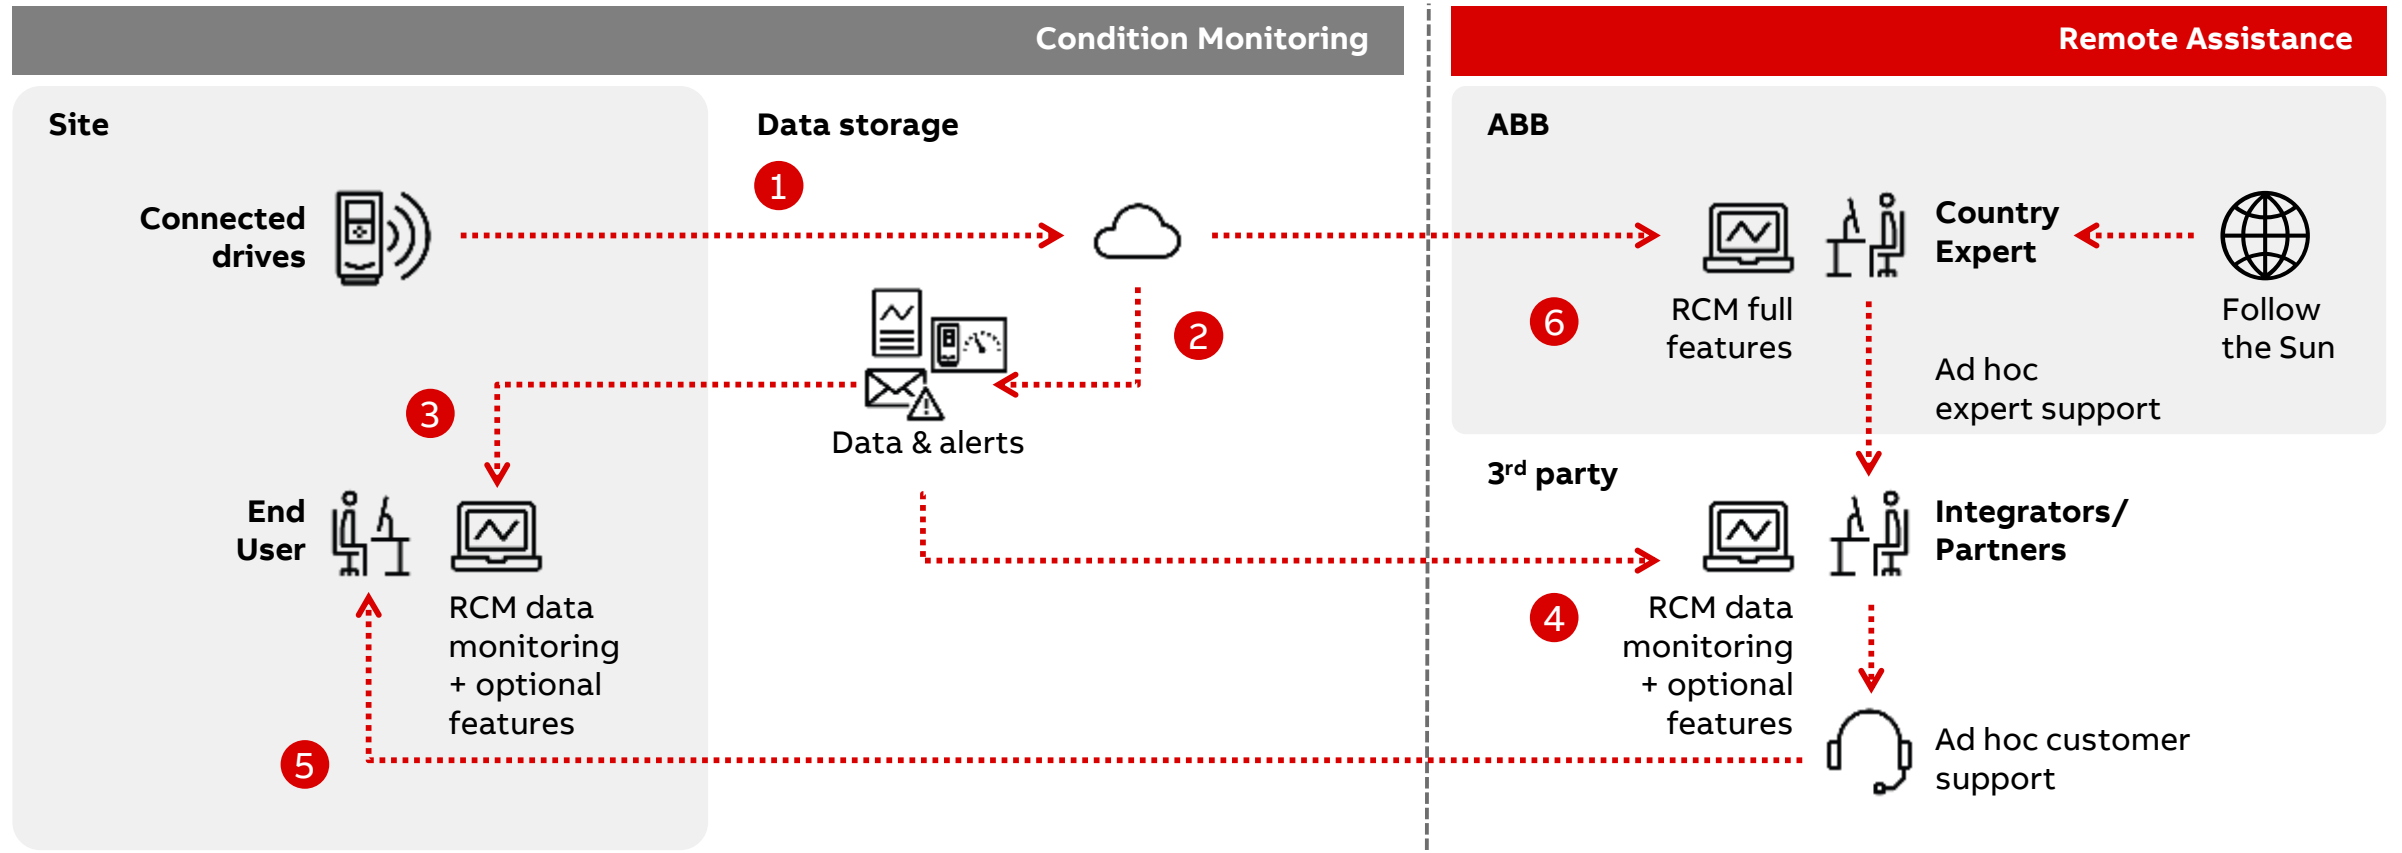 Condition Monitoring
Remote Assistance
Site
Data storage
ABB
1
Connected
drives
Country
Expert
2
6
RCM full
features
Follow
the Sun
Ad hoc
expert support
3
Data & alerts
3rd party
End
User
Integrators/
Partners
RCM data
monitoring
+ optional
features
4
RCM data
monitoring
+ optional
features
5
Ad hoc customer
support